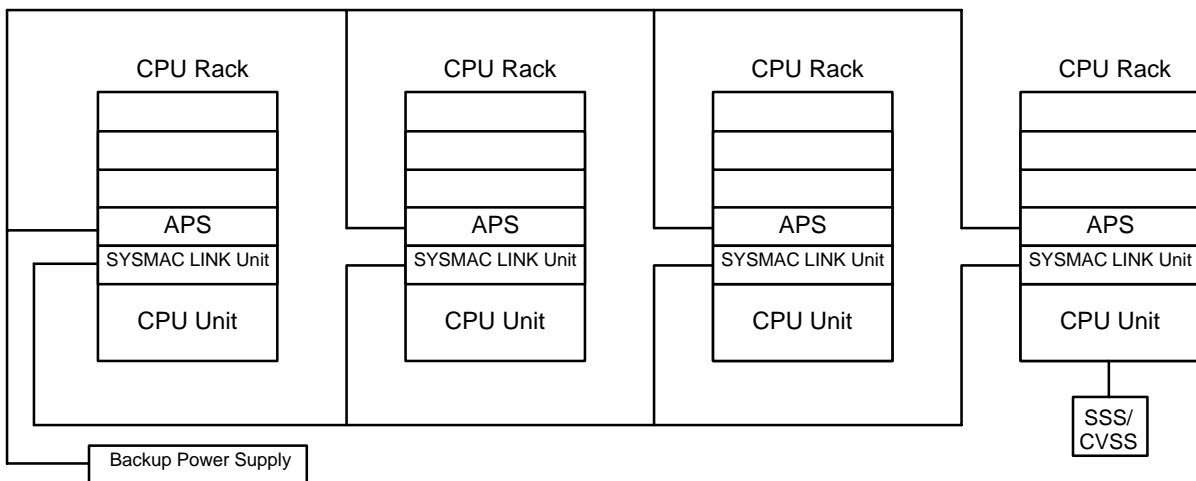 CPU Rack
CPU Rack
CPU Rack
CPU Rack
APS
APS
APS
APS
SYSMAC LINK Unit
SYSMAC LINK Unit
SYSMAC LINK Unit
SYSMAC LINK Unit
CPU Unit
CPU Unit
CPU Unit
CPU Unit
SSS/
CVSS
Backup Power Supply